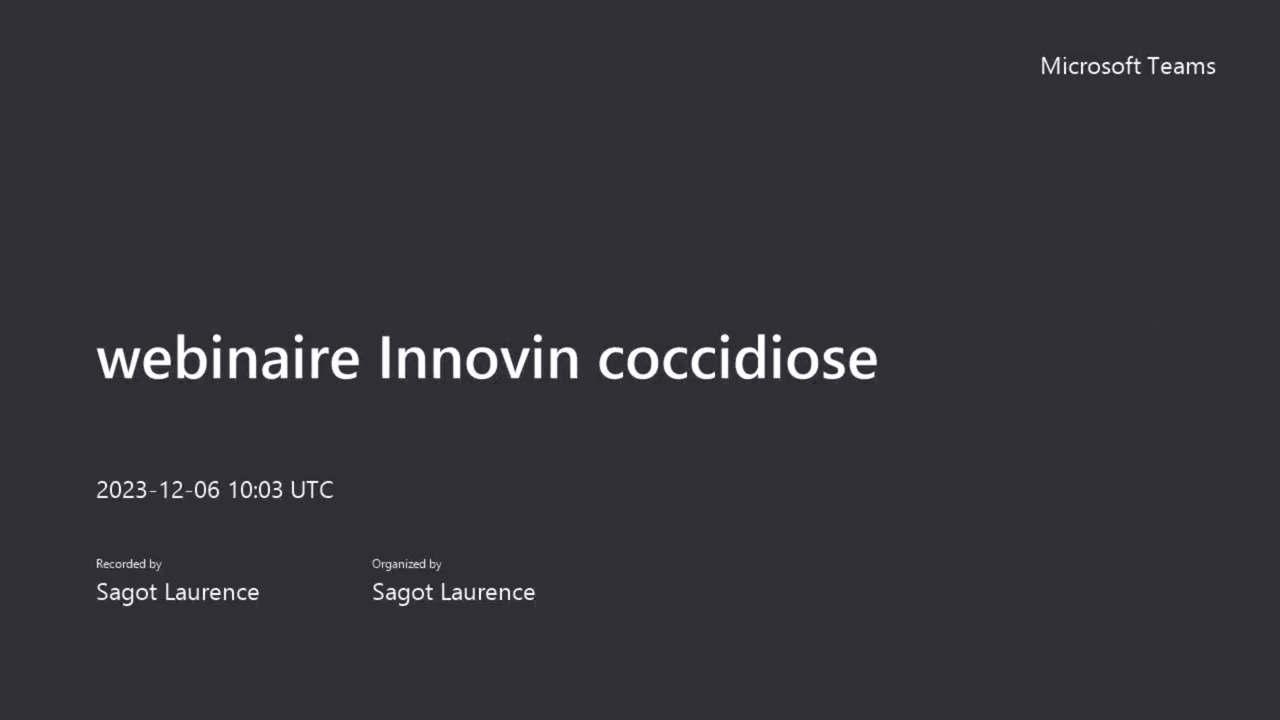 Microsoft Teams
webinaire Innovin coccidiose
2023-12-06 10:03 UTC
Recorded by
Sagot Laurence
Organized by
Sagot Laurence